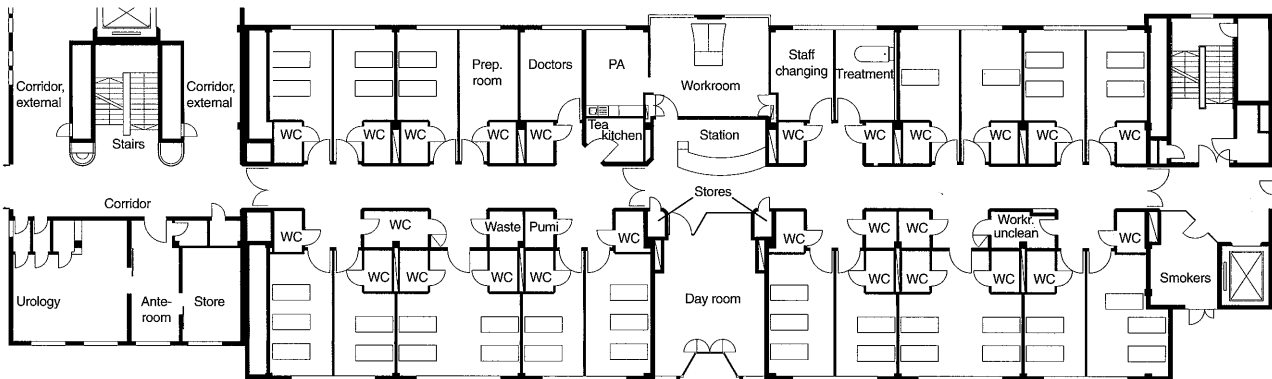 Corridor,
external
Corridor,
external
Stairs
Prep.
room
Doctors
PA
Workroom
Staff
changing
Treatment
WC
WC
WC
WC
WC
Tea
kitchen
Station
WC
WC
WC
WC
WC
Stores
Corridor
WC
WC
Waste
Pumi
WC
WC
WC
WC
Workr.
unclean
WC
WC
WC
WC
WC
WC
WC
WC
WC
Urology
Ante-
room
Store
Day room
Smokers